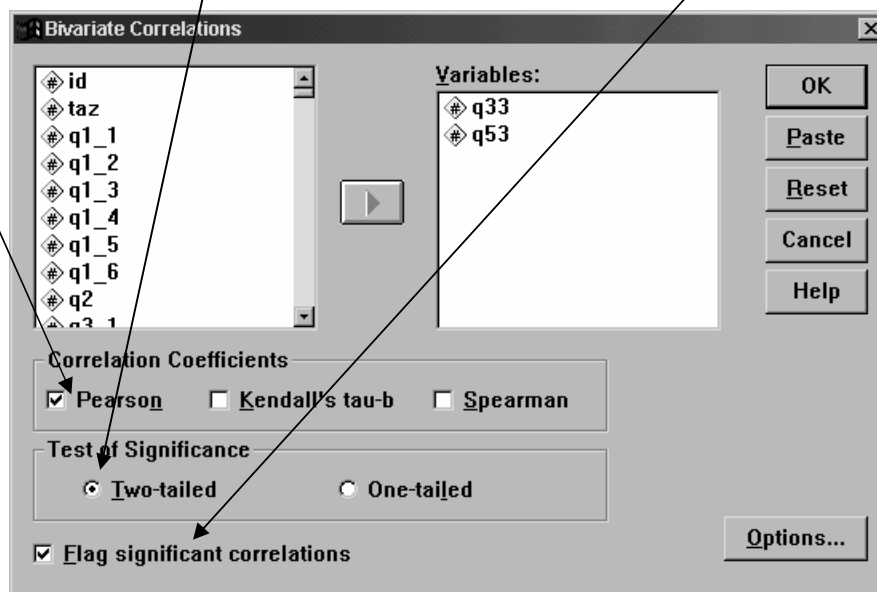 Bivariate Correlations
id
taz
q1_1
q1_2
q1_3
q1_4
q1_5
q1_6
q2
q3_1
Variables:
q33
q53
OK
Paste
Reset
Cancel
Help
Correlation Coefficients
Pearson Kendall's tau-b Spearman
Test of Significance
Two-tailed One-tailed
Flag significant correlations
Options...